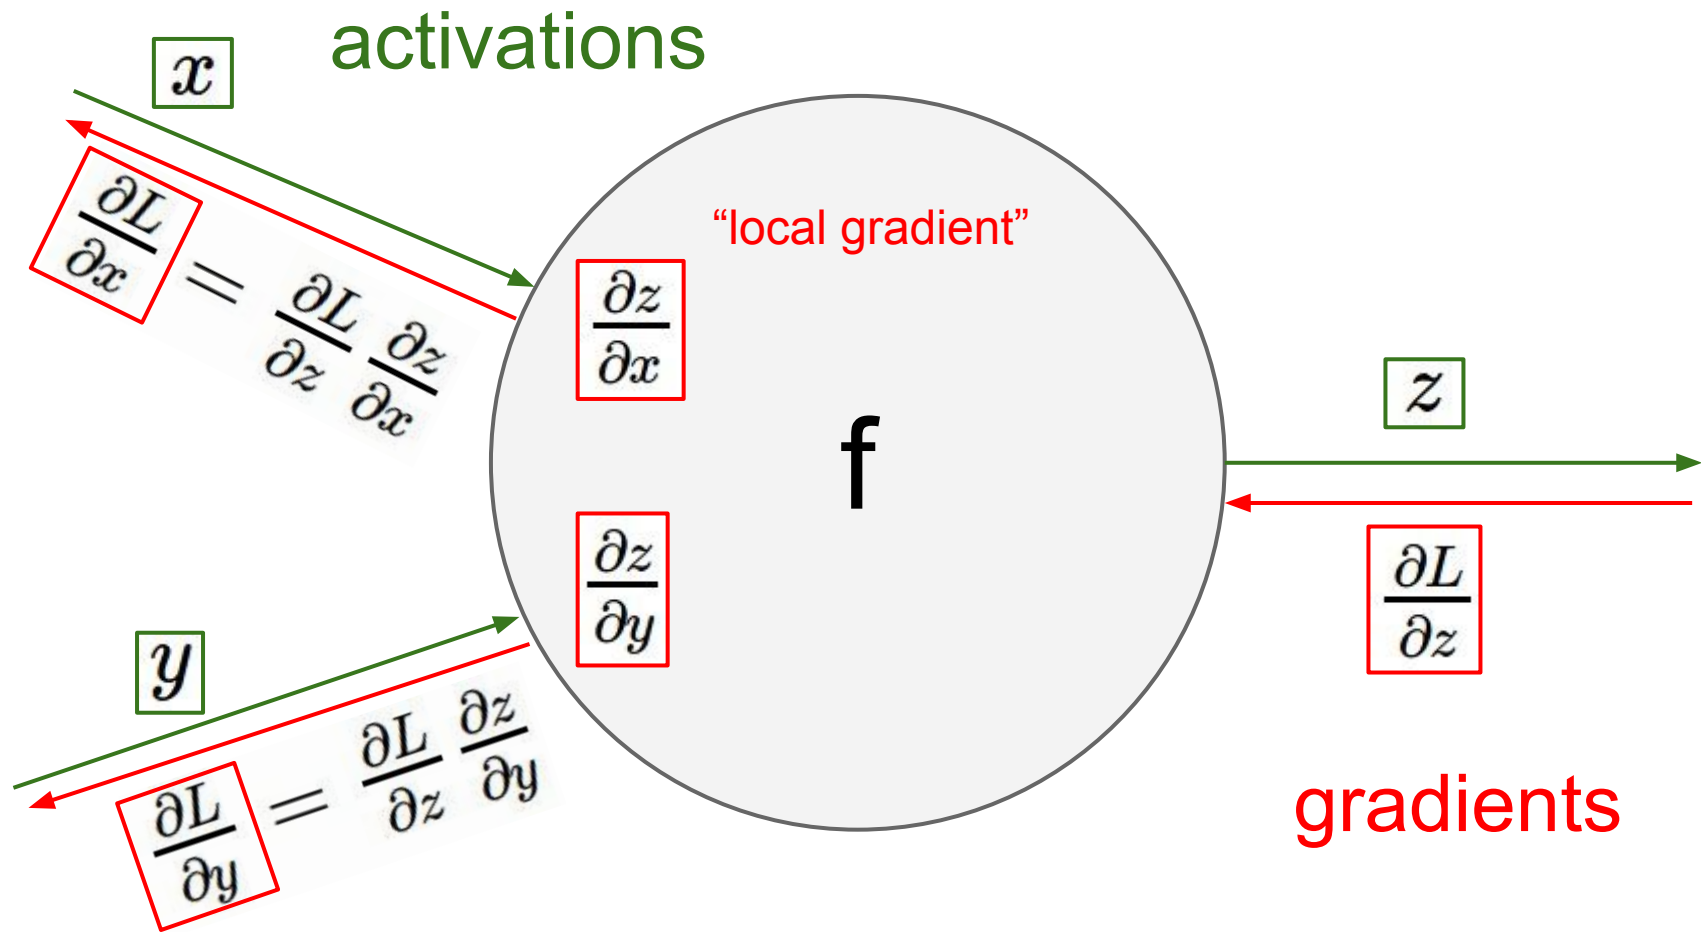 activations
x
∂L/∂x = ∂L/∂z ∂z/∂x
“local gradient”
∂z/∂x
f
z
∂z/∂y
∂L/∂z
y
∂L/∂y = ∂L/∂z ∂z/∂y
gradients